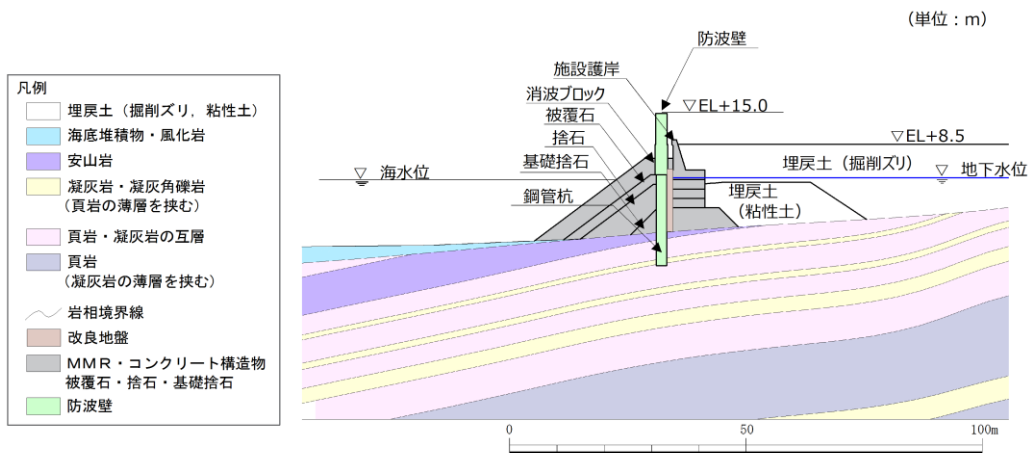 (単位:m)
防波壁
施設護岸
消波ブロック
被覆石
捨石
基礎捨石
鋼管杭
▽EL+15.0
▽EL+8.5
埋戻土(掘削ズリ)
▽ 地下水位
埋戻土
(粘性土)
▽ 海水位
凡例
埋戻土(掘削ズリ,粘性土)
海底堆積物・風化岩
安山岩
凝灰岩・凝灰角礫岩
(頁岩の薄層を挟む)
頁岩・凝灰岩の互層
頁岩
(凝灰岩の薄層を挟む)
岩相境界線
改良地盤
MMR・コンクリート構造物
被覆石・捨石・基礎捨石
防波壁
0 50 100m